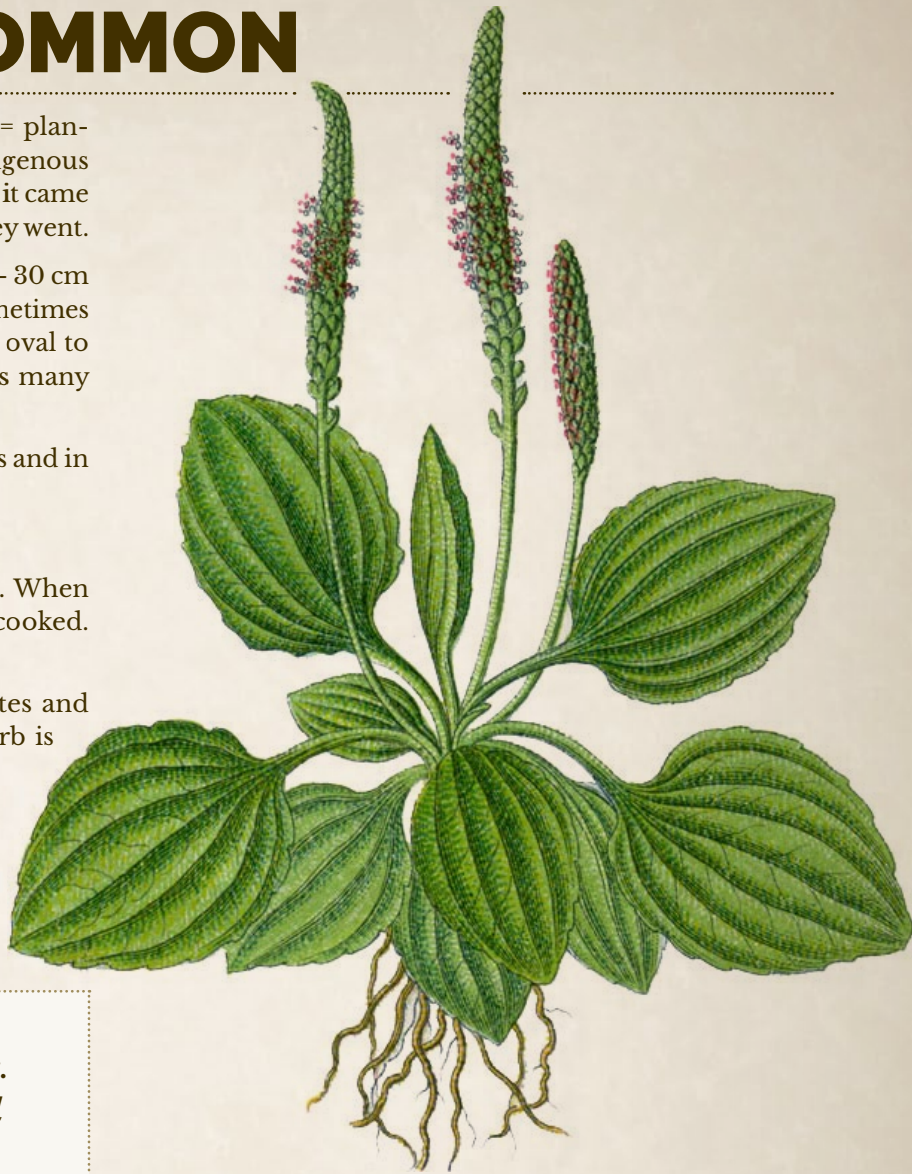 OMMON
= plan-
genous
it came
ey went.
- 30 cm
netimes
oval to
s many
s and in
. When
cooked.
tes and
rb is
.